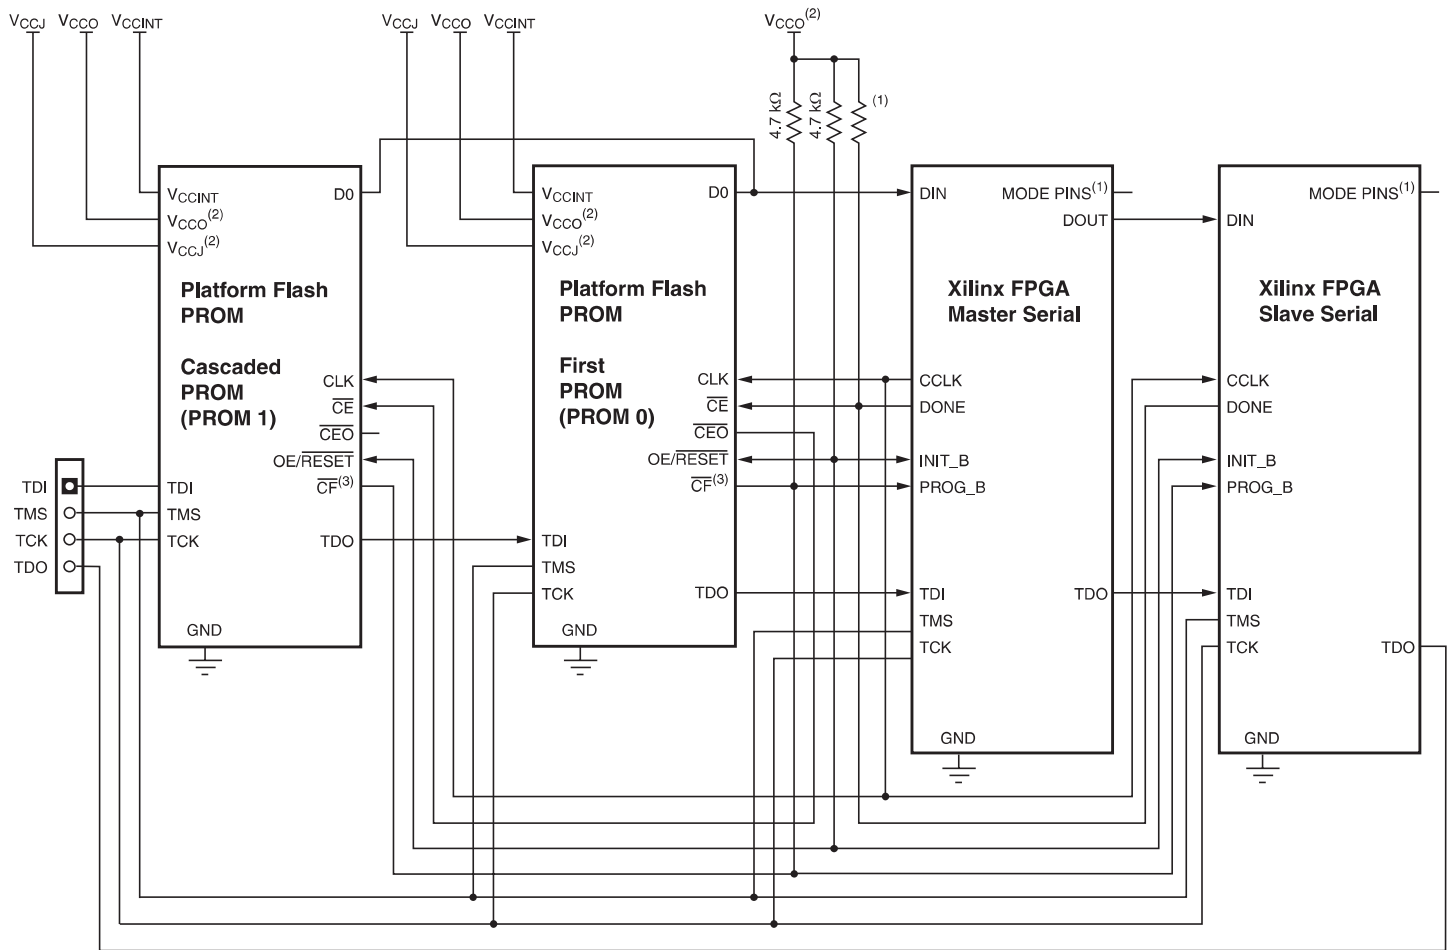 VCCJ VCCO VCCINT
VCCJ VCCO VCCINT
VCCO(2)
4.7 kΩ
4.7 kΩ
(1)
VCCINT
VCCO(2)
VCCJ(2)
D0
Platform Flash
PROM
Cascaded
PROM
(PROM 1)
CLK
CE
CEO
OE/RESET
CF(3)
TDI
TMS
TCK
TDO
GND
TDI
TMS
TCK
TDO
VCCINT
VCCO(2)
VCCJ(2)
D0
Platform Flash
PROM
First
PROM
(PROM 0)
CLK
CE
CEO
OE/RESET
CF(3)
TDI
TMS
TCK
TDO
GND
DIN
MODE PINS(1)
DOUT
Xilinx FPGA
Master Serial
CCLK
DONE
INIT_B
PROG_B
TDI
TMS
TCK
TDO
GND
MODE PINS(1)
DIN
Xilinx FPGA
Slave Serial
CCLK
DONE
INIT_B
PROG_B
TDI
TMS
TCK
TDO
GND